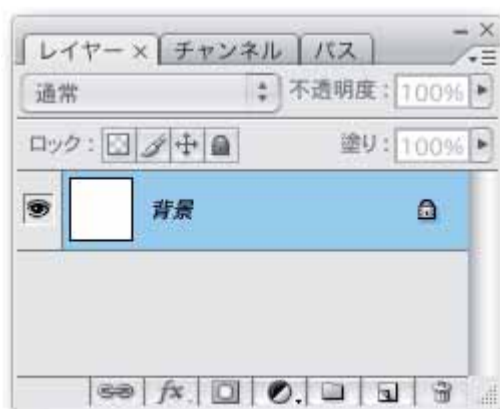 レイヤー × チャンネル パス
通常 不透明度 : 100%
ロック : 塗り : 100%
背景
fx